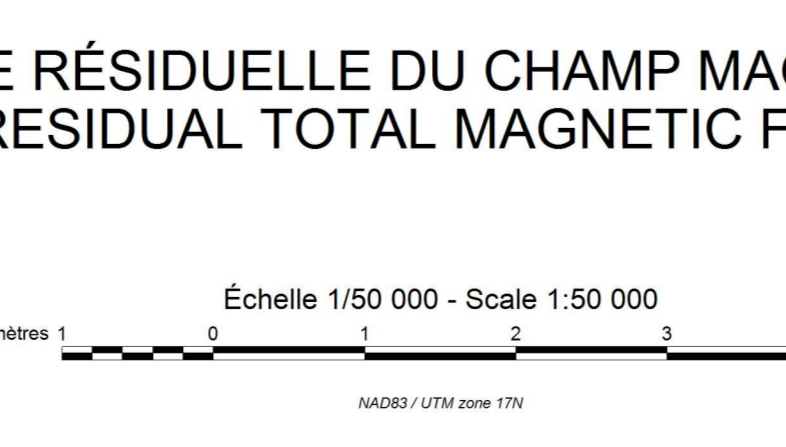 E RÉSIDUELLE DU CHAMP MAG
RESIDUAL TOTAL MAGNETIC F
Échelle 1/50 000 - Scale 1:50 000
mètres 1 0 1 2 3
NAD83 / UTM zone 17N